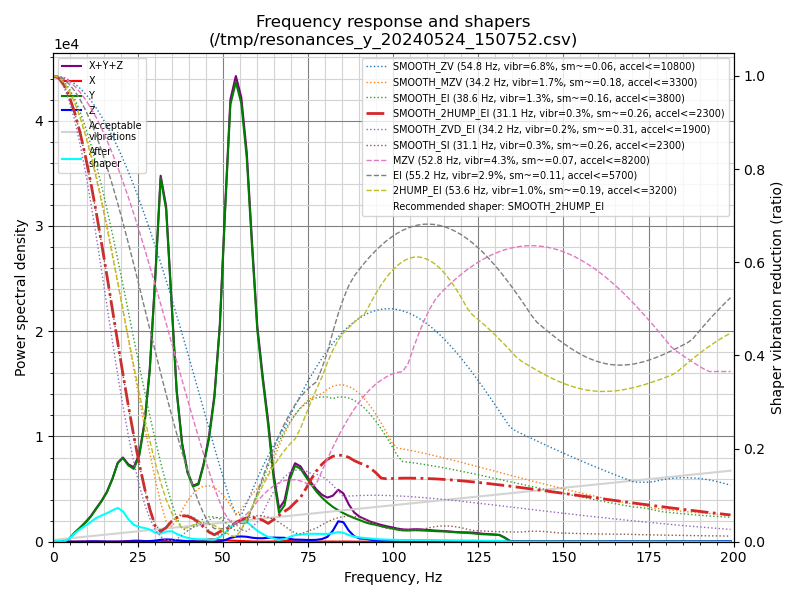 Frequency response and shapers
(/tmp/resonances_y_20240524_150752.csv)
1e4
X+Y+Z
X
Y
Z
Acceptable
vibrations
After
shaper
SMOOTH_ZV (54.8 Hz, vibr=6.8%, sm~=0.06, accel<=10800)
SMOOTH_MZV (34.2 Hz, vibr=1.7%, sm~=0.18, accel<=3300)
SMOOTH_EI (38.6 Hz, vibr=1.3%, sm~=0.16, accel<=3800)
SMOOTH_2HUMP_EI (31.1 Hz, vibr=0.3%, sm~=0.26, accel<=2300)
SMOOTH_ZVD_EI (34.2 Hz, vibr=0.2%, sm~=0.31, accel<=1900)
SMOOTH_SI (31.1 Hz, vibr=0.3%, sm~=0.26, accel<=2300)
MZV (52.8 Hz, vibr=4.3%, sm~=0.07, accel<=8200)
EI (55.2 Hz, vibr=2.9%, sm~=0.11, accel<=5700)
2HUMP_EI (53.6 Hz, vibr=1.0%, sm~=0.19, accel<=3200)
Recommended shaper: SMOOTH_2HUMP_EI
Power spectral density
4
3
2
1
0
1.0
0.8
0.6
0.4
0.2
0.0
Shaper vibration reduction (ratio)
0 25 50 75 100 125 150 175 200
Frequency, Hz